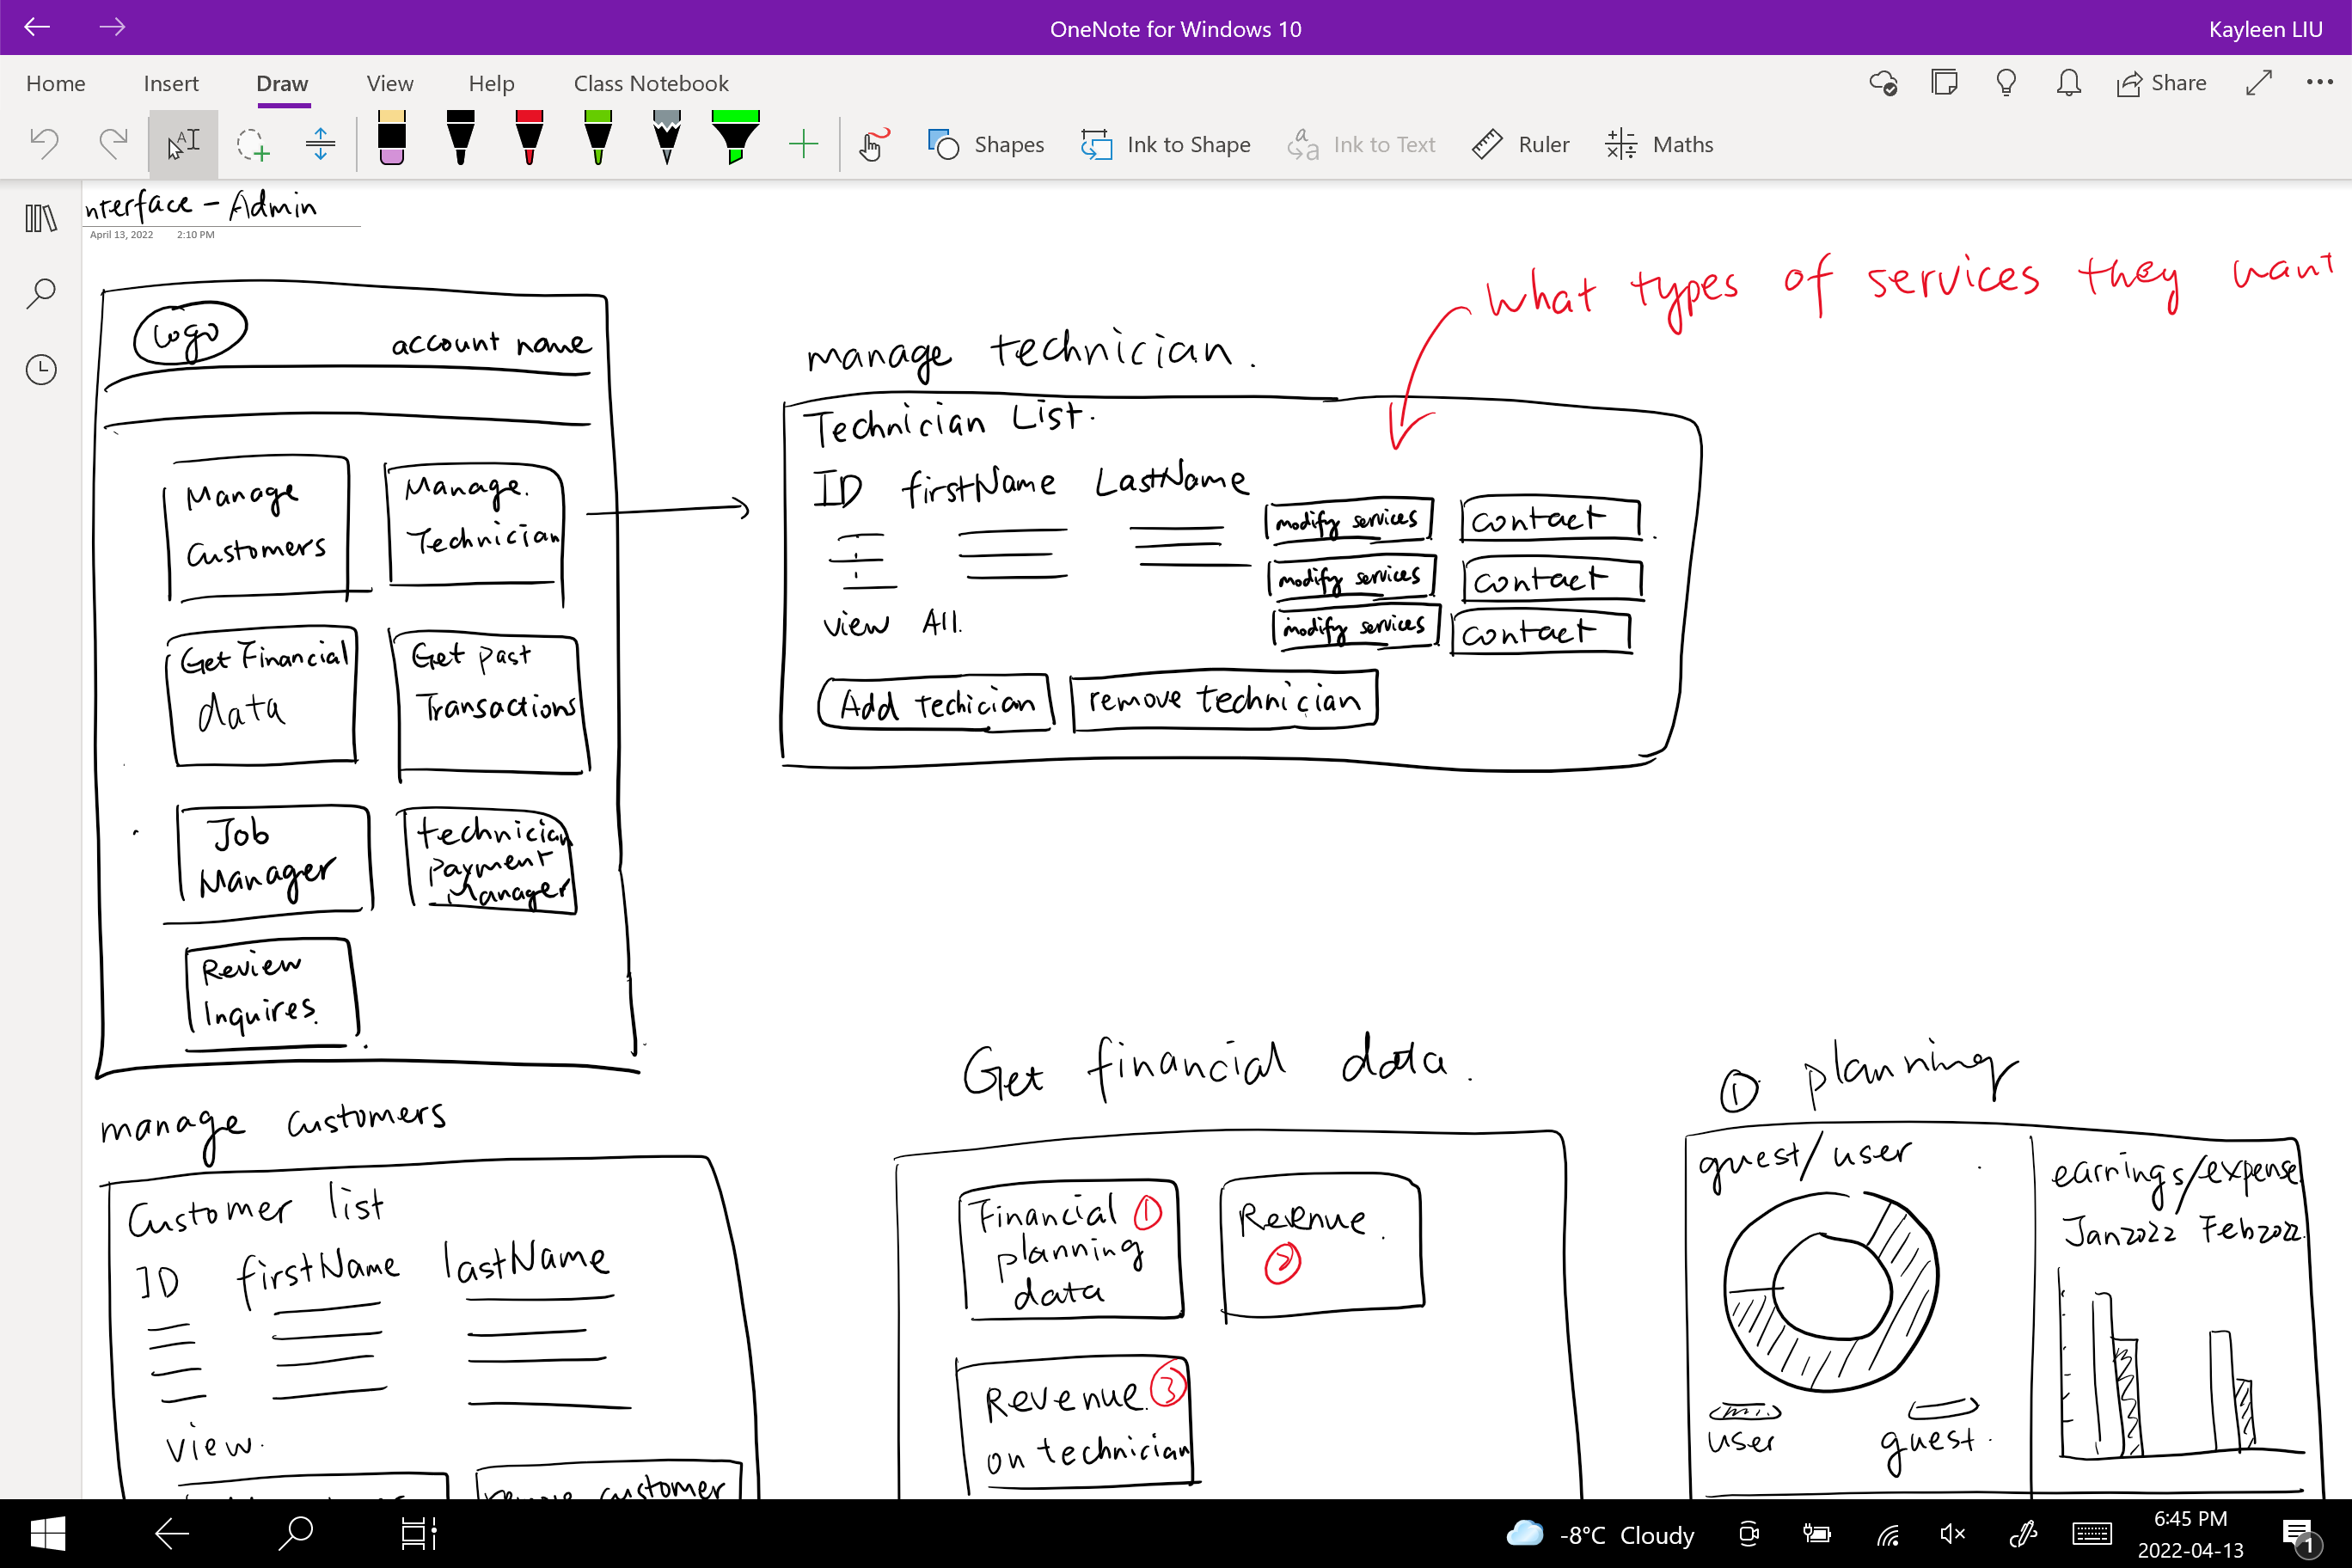 OneNote for Windows 10
Kayleen LIU
Home Insert Draw View Help Class Notebook
Share
Shapes Ink to Shape Ink to Text Ruler Maths
nterface - Admin
April 13, 2022 2:10 PM
Logo
account name
Manage
Customers
Manage.
Technician
Get Financial
data
Get Past
Transactions
Job
Manager
technician
Payment
Manager
Review
Inquires.
what types of services they want
manage technician.
Technician List.
ID firstName LastName
modify services contact
modify services contact
modify services contact
view All.
Add techician remove technician
manage customers
Customer list
ID firstName lastName
view.
remove customer
Get financial data.
Financial ①
planning
data
Revenue.
②
Revenue. ③
on technician
① planning
guest/user
user
guest.
earnings/expense
Jan2022 Feb2022
-8°C Cloudy
6:45 PM
2022-04-13
1